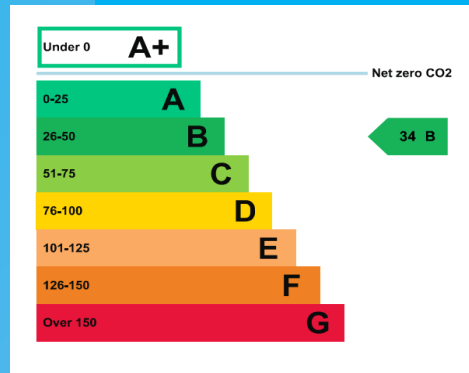 Under 0 A+
Net zero CO2
0-25 A
26-50 B 34 B
51-75 C
76-100 D
101-125 E
126-150 F
Over 150 G